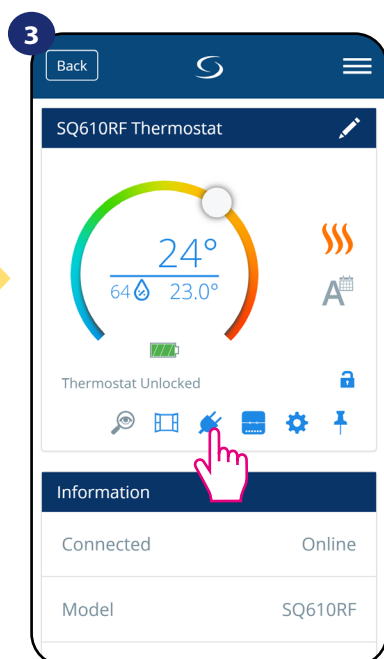 3
Back
SQ610RF Thermostat
24°
64 % 23.0°
A
Thermostat Unlocked
Information
Connected Online
Model SQ610RF